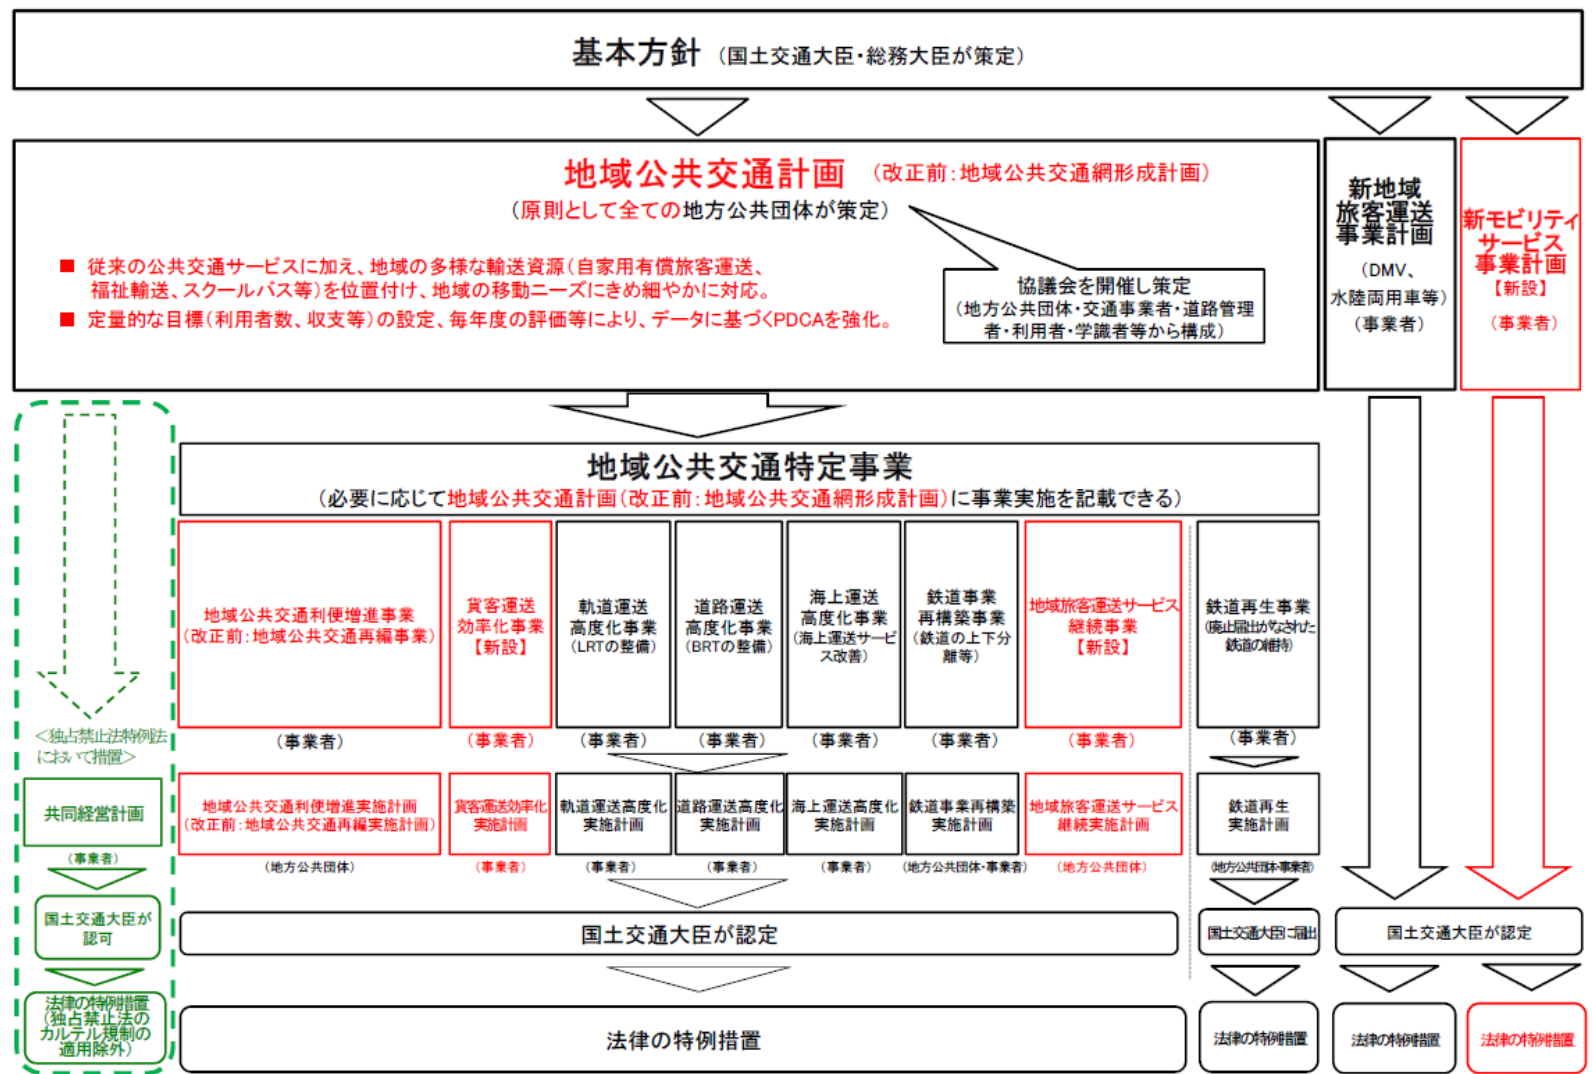 基本方針（国土交通大臣・総務大臣が策定）
地域公共交通計画（改正前：地域公共交通網形成計画）
（原則として全ての地方公共団体が策定）
■ 従来の公共交通サービスに加え、地域の多様な輸送資源（自家用有償旅客運送、
福祉輸送、スクールバス等）を位置付け、地域の移動ニーズにきめ細やかに対応。
■ 定量的な目標（利用者数、収支等）の設定、毎年度の評価等により、データに基づくPDCAを強化。
協議会を開催し策定
（地方公共団体・交通事業者・道路管理
者・利用者・学識者等から構成）
新地域
旅客運送
事業計画
（DMV、
水陸両用車等）
（事業者）
新モビリティ
サービス
事業計画
【新設】
（事業者）
地域公共交通特定事業
（必要に応じて地域公共交通計画（改正前：地域公共交通網形成計画）に事業実施を記載できる）
地域公共交通利便増進事業
（改正前：地域公共交通再編事業）
（事業者）
貨客運送
効率化事業
【新設】
（事業者）
軌道運送
高度化事業
（LRTの整備）
（事業者）
道路運送
高度化事業
（BRTの整備）
（事業者）
海上運送
高度化事業
（海上運送サービ
ス改善）
（事業者）
鉄道事業
再構築事業
（鉄道の上下分
離等）
（事業者）
地域旅客運送サービス
継続事業
【新設】
（事業者）
鉄道再生事業
（廃止届出がなされた
鉄道の維持）
（事業者）
＜独占禁止法特例法
において措置＞
共同経営計画
（事業者）
国土交通大臣が
認可
法律の特例措置
（独占禁止法の
カルテル規制の
適用除外）
地域公共交通利便増進実施計画
（改正前：地域公共交通再編実施計画）
（地方公共団体）
貨客運送効率化
実施計画
（事業者）
軌道運送高度化
実施計画
（事業者）
道路運送高度化
実施計画
（事業者）
海上運送高度化
実施計画
（事業者）
鉄道事業再構築
実施計画
（地方公共団体・事業者）
地域旅客運送サービス
継続実施計画
（地方公共団体）
鉄道再生
実施計画
（地方公共団体・事業者）
国土交通大臣が認定
国土交通大臣に届出
国土交通大臣が認定
法律の特例措置
法律の特例措置
法律の特例措置
法律の特例措置